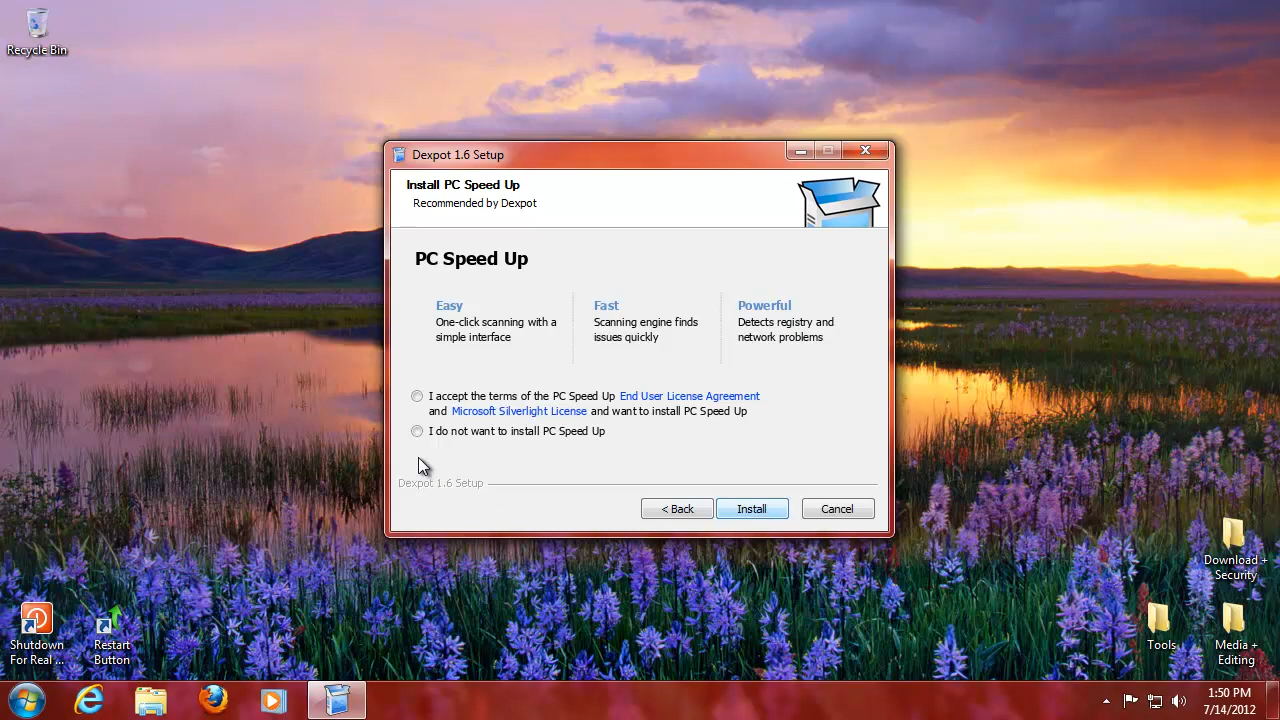 Recycle Bin
Dexpot 1.6 Setup
Install PC Speed Up
Recommended by Dexpot
PC Speed Up
Easy
One-click scanning with a
simple interface
Fast
Scanning engine finds
issues quickly
Powerful
Detects registry and
network problems
I accept the terms of the PC Speed Up End User License Agreement
and Microsoft Silverlight License and want to install PC Speed Up
I do not want to install PC Speed Up
Dexpot 1.6 Setup
< Back
Install
Cancel
Download +
Security
Shutdown
For Real ...
Restart
Button
Tools
Media +
Editing
1:50 PM
7/14/2012